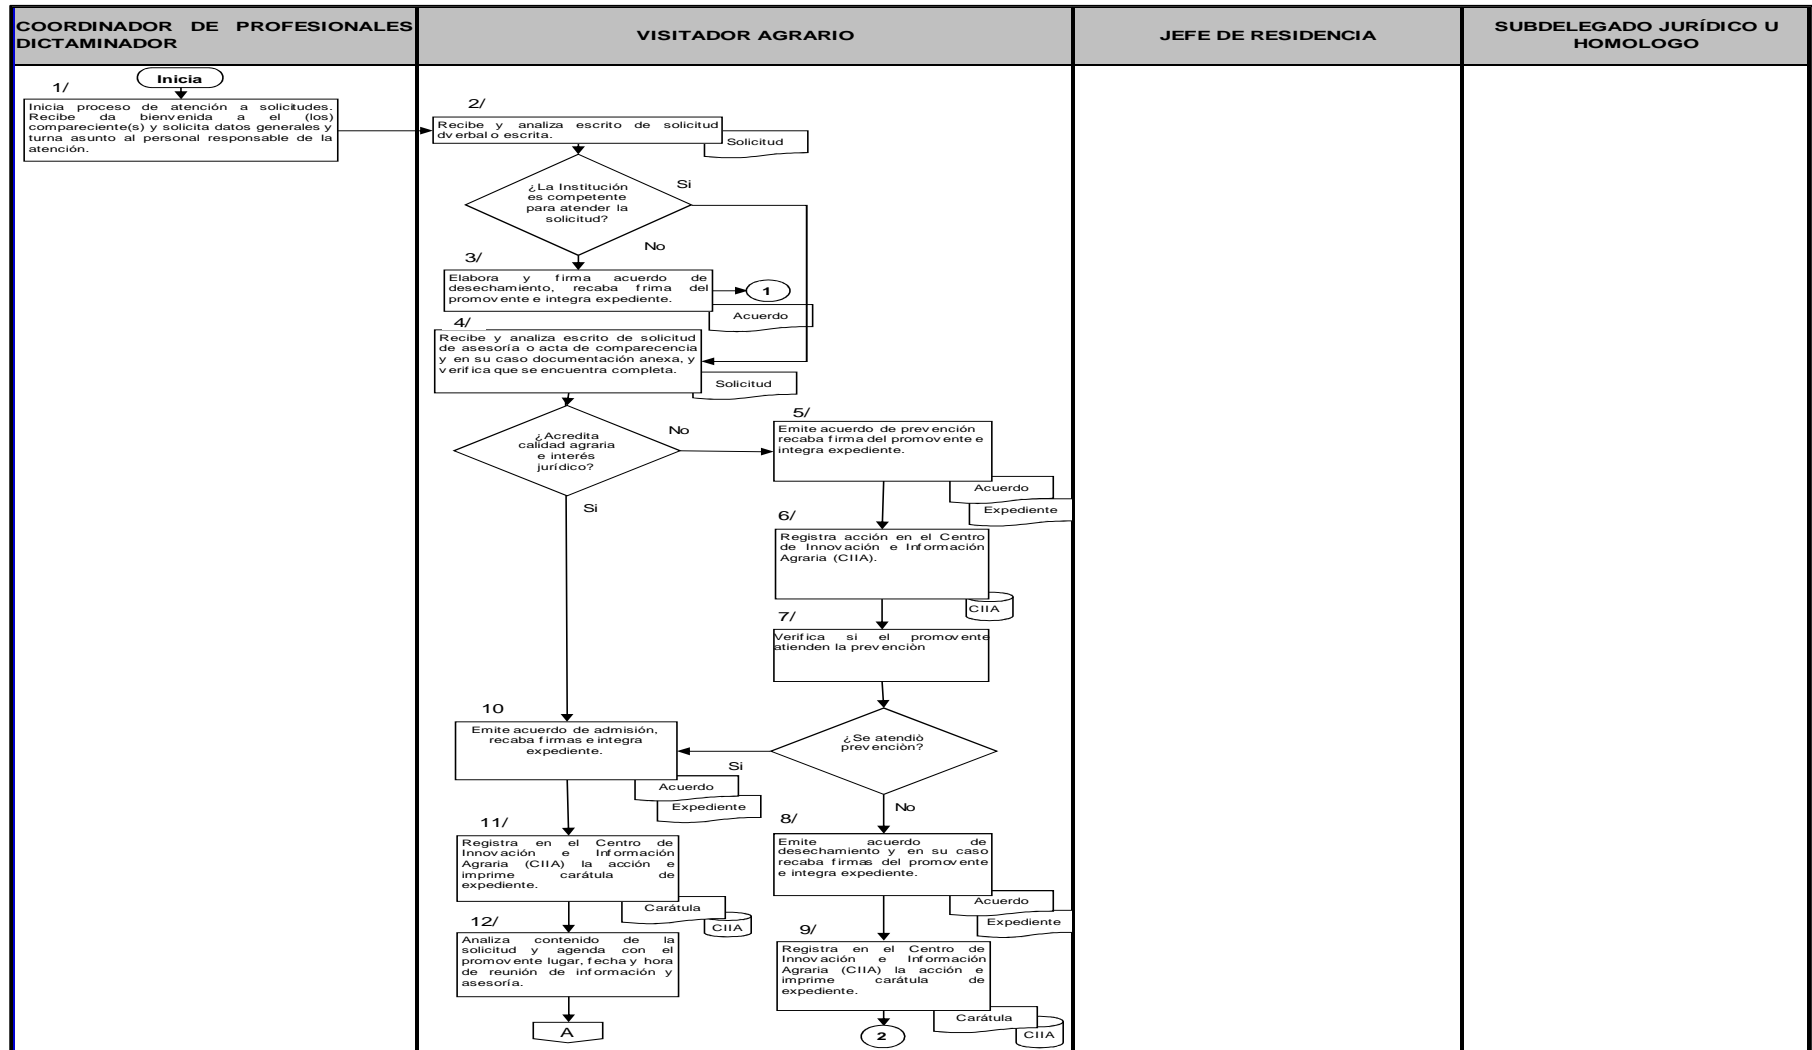 COORDINADOR DE PROFESIONALES
DICTAMINADOR
VISITADOR AGRARIO
JEFE DE RESIDENCIA
SUBDELEGADO JURÍDICO U
HOMOLOGO
Inicia
1/
Inicia proceso de atención a solicitudes.
Recibe da bienvenida a el (los)
compareciente(s) y solicita datos generales y
turna asunto al personal responsable de la
atención.
2/
Recibe y analiza escrito de solicitud
dverbal o escrita.
Solicitud
¿La Institución
es competente
para atender la
solicitud?
Si
No
3/
Elabora y firma acuerdo de
desechamiento, recaba frima del
promovente e integra expediente.
1
Acuerdo
4/
Recibe y analiza escrito de solicitud
de asesoría o acta de comparecencia
y en su caso documentación anexa, y
verifica que se encuentra completa.
Solicitud
¿Acredita
calidad agraria
e interés
jurídico?
No
Si
5/
Emite acuerdo de prevención
recaba firma del promovente e
integra expediente.
Acuerdo
Expediente
6/
Registra acción en el Centro
de Innovación e Información
Agraria (CIIA).
CIIA
7/
Verifica si el promovente
atienden la prevenciòn
¿Se atendiò
prevenciòn?
Si
No
10
Emite acuerdo de admisión,
recaba firmas e integra
expediente.
Acuerdo
Expediente
8/
Emite acuerdo de
desechamiento y en su caso
recaba firmas del promovente
e integra expediente.
Acuerdo
Expediente
11/
Registra en el Centro de
Innovación e Información
Agraria (CIIA) la acción e
imprime carátula de
expediente.
Carátula
CIIA
9/
Registra en el Centro de
Innovación e Información
Agraria (CIIA) la acción e
imprime carátula de
expediente.
Carátula
CIIA
12/
Analiza contenido de la
solicitud y agenda con el
promovente lugar, fecha y hora
de reunión de información y
asesoría.
A
2